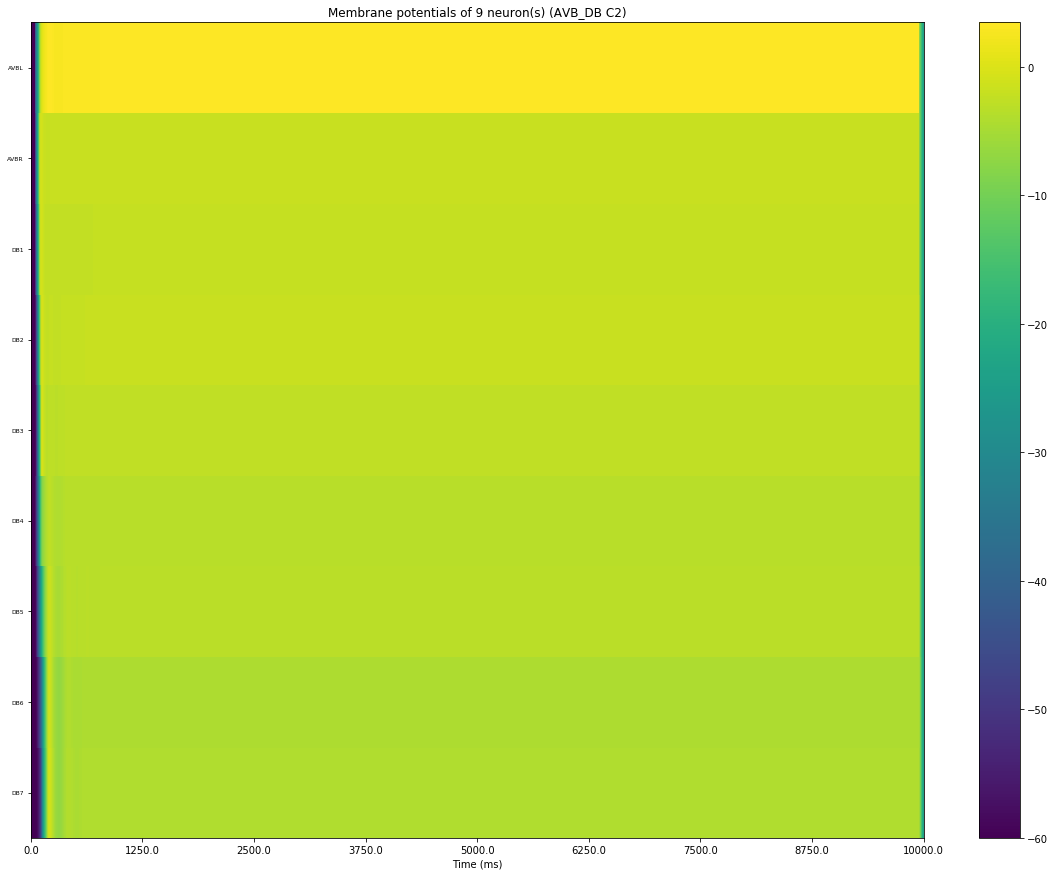 Membrane potentials of 9 neuron(s) (AVB_DB C2)
AVBL
AVBR
DB1
DB2
DB3
DB4
DB5
DB6
DB7
0.0 1250.0 2500.0 3750.0 5000.0 6250.0 7500.0 8750.0 10000.0
Time (ms)
0
−10
−20
−30
−40
−50
−60